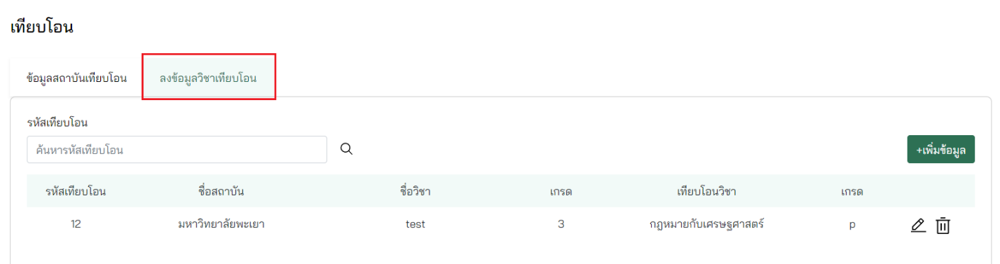 เทียบโอน
ข้อมูลสถาบันเทียบโอน ลงข้อมูลวิชาเทียบโอน
รหัสเทียบโอน
ค้นหารหัสเทียบโอน +เพิ่มข้อมูล
รหัสเทียบโอน ชื่อสถาบัน ชื่อวิชา เกรด เทียบโอนวิชา เกรด
12 มหาวิทยาลัยพะเยา test 3 กฎหมายกับเศรษฐศาสตร์ p